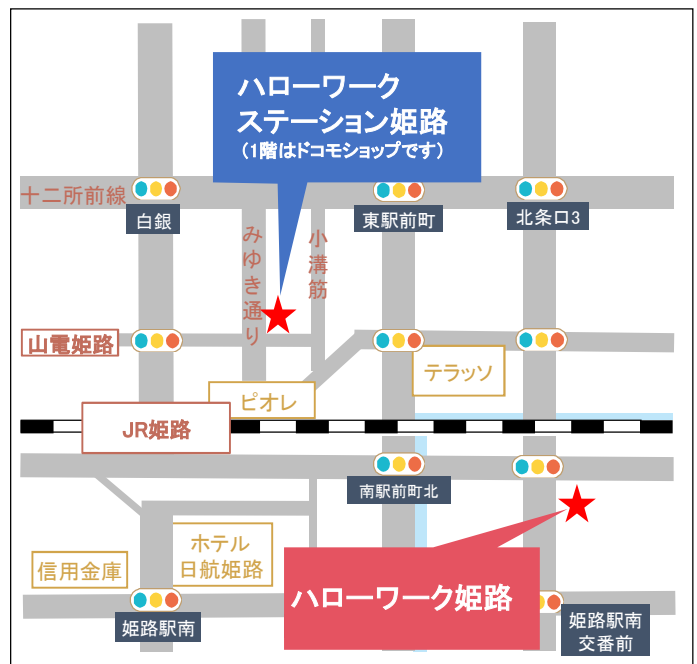 ハローワーク
ステーション姫路
（1階はドコモショップです）
十二所前線
白銀
東駅前町
北条口3
みゆき通り
小溝筋
山電姫路
テラッソ
ピオレ
JR姫路
南駅前町北
ホテル
日航姫路
信用金庫
ハローワーク姫路
姫路駅南
姫路駅南
交番前